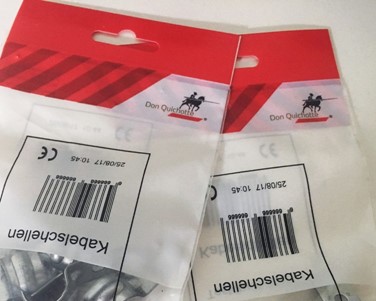 Don Quichotte
Kabelschellen
25/08/17 10:45
CE
Don Quichotte
Kabelschellen
25/08/17 10:45
CE